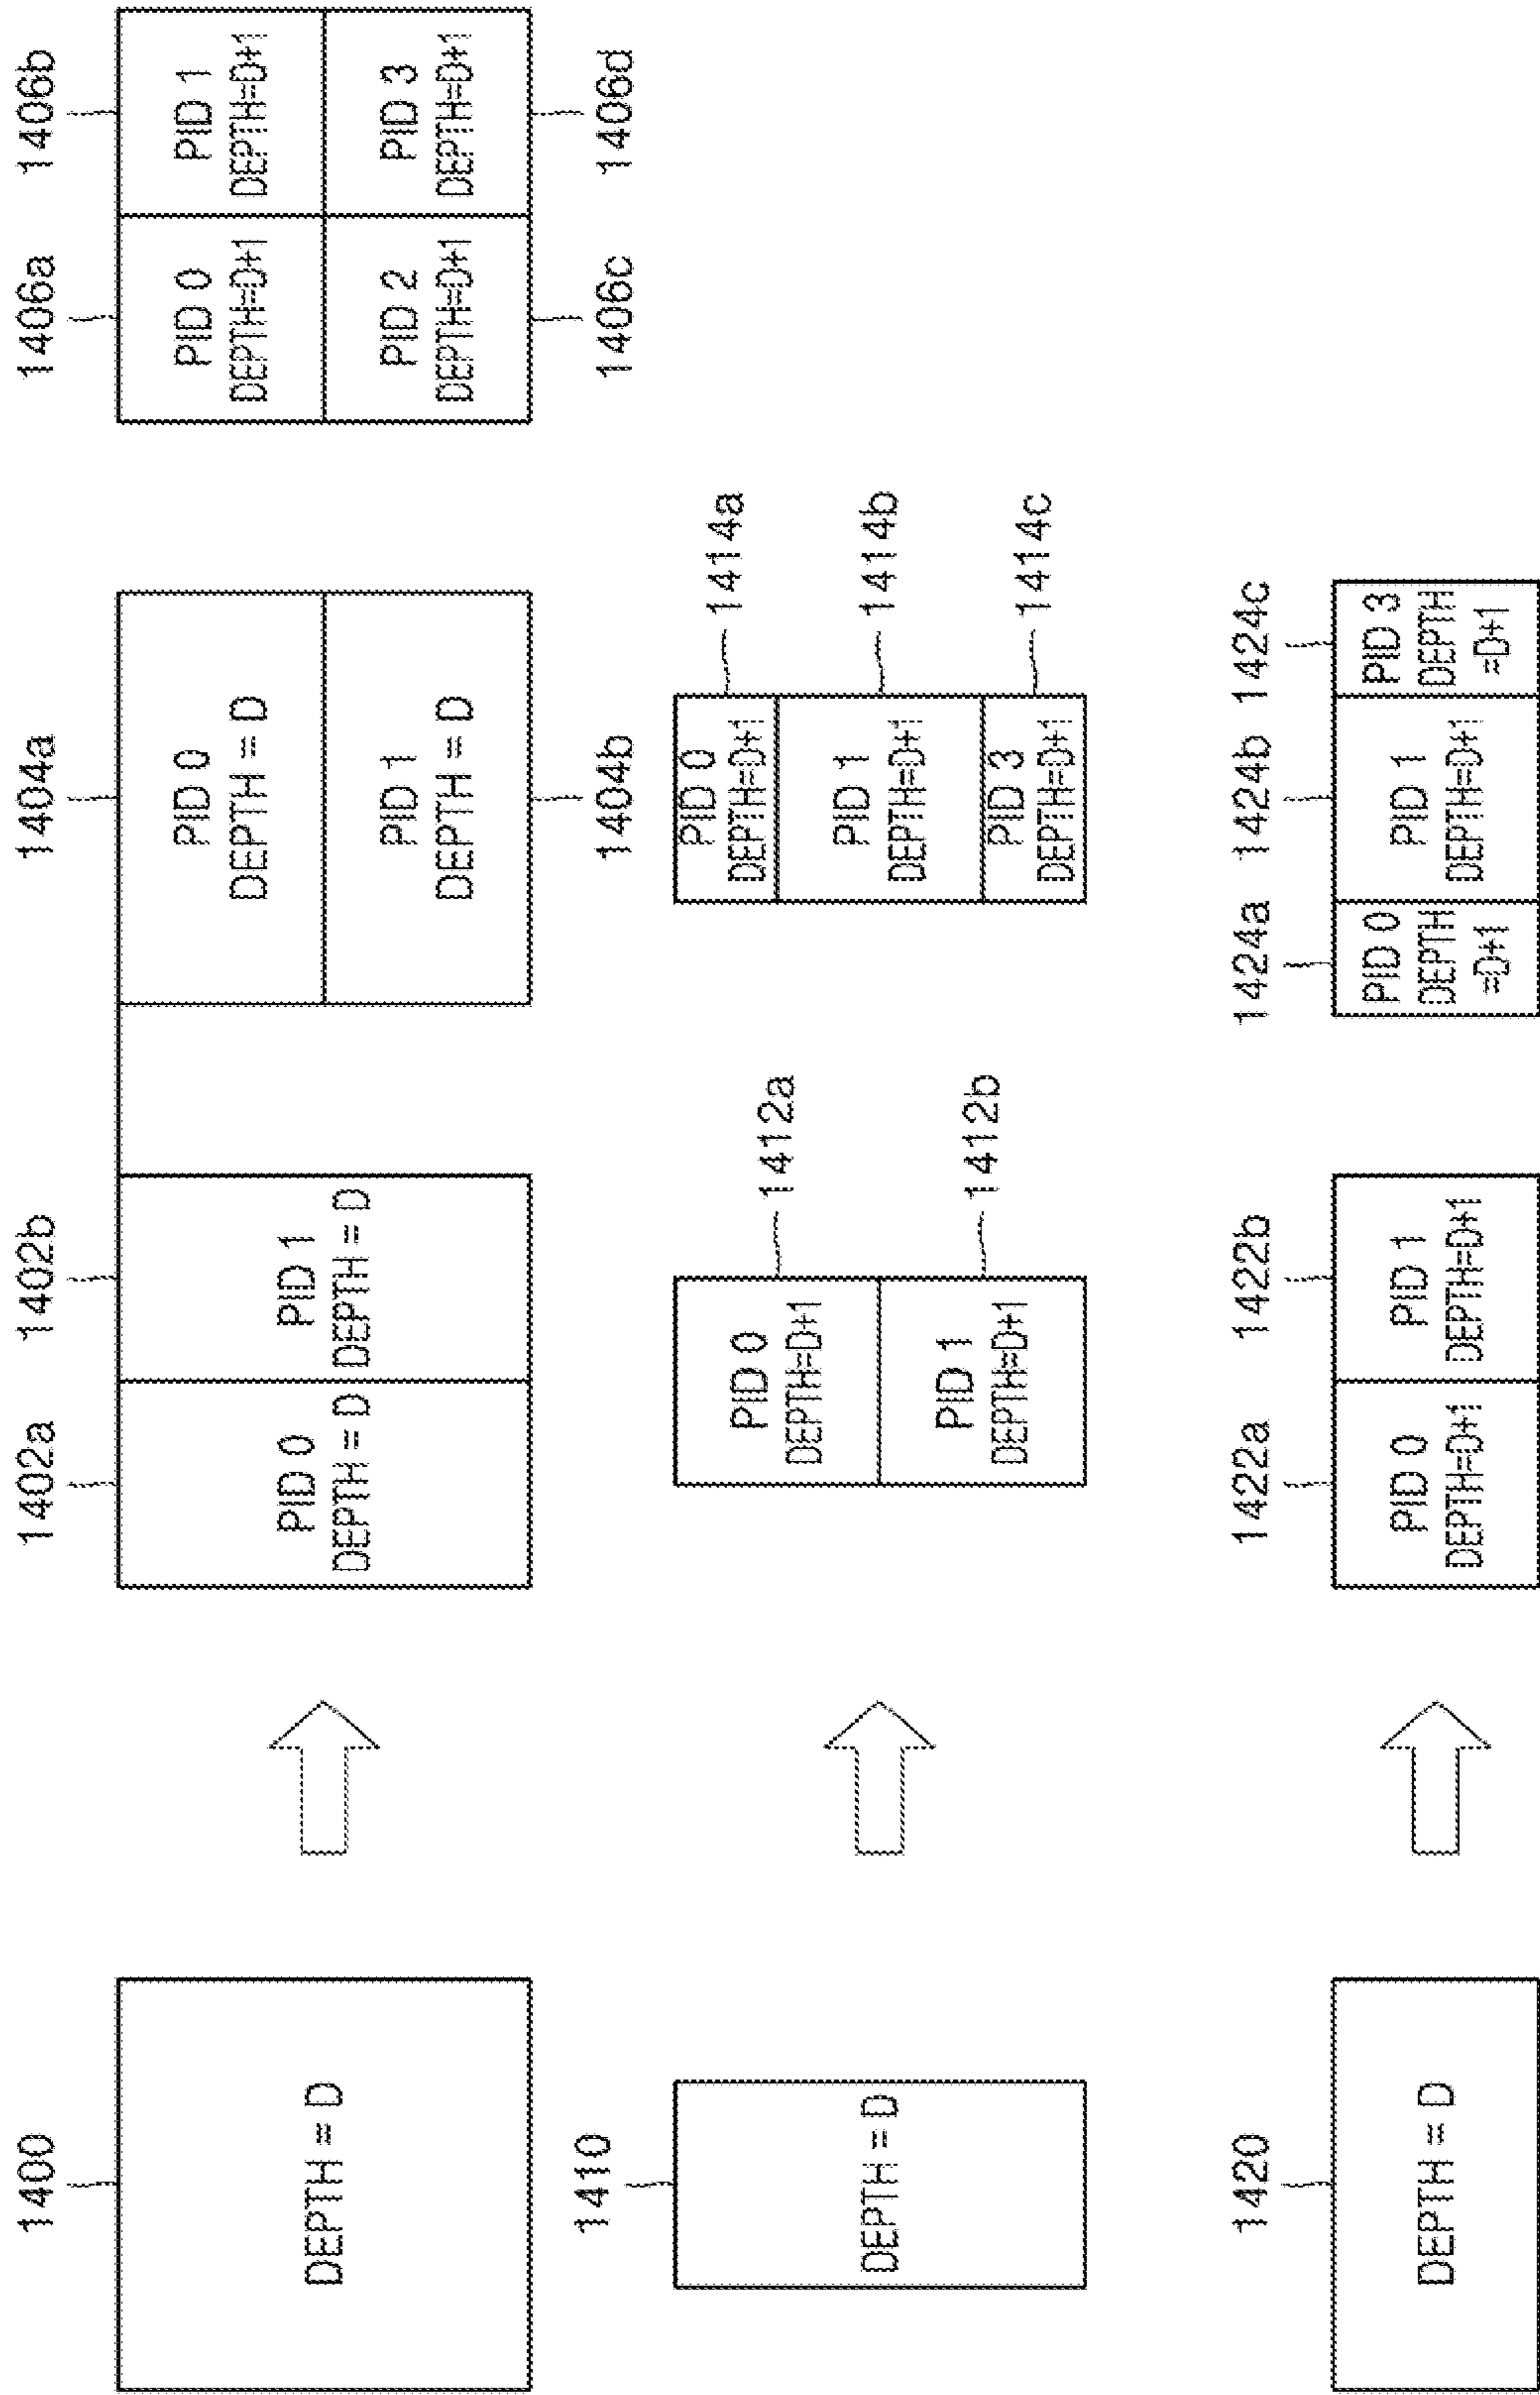 1400
DEPTH = D
1402a
1402b
PID 0
DEPTH = D
PID 1
DEPTH = D
1404a
PID 0
DEPTH = D
PID 1
DEPTH = D
1404b
1406a
1406b
PID 0
DEPTH=D+1
PID 1
DEPTH=D+1
PID 2
DEPTH=D+1
PID 3
DEPTH=D+1
1406c
1406d
1410
DEPTH = D
PID 0
DEPTH=D+1
1412a
PID 1
DEPTH=D+1
1412b
PID 0
DEPTH=D+1
1414a
PID 1
DEPTH=D+1
1414b
PID 3
DEPTH=D+1
1414c
1420
DEPTH = D
1422a
1422b
PID 0
DEPTH=D+1
PID 1
DEPTH=D+1
1424a
1424b
1424c
PID 0
DEPTH
=D+1
PID 1
DEPTH=D+1
PID 3
DEPTH
=D+1